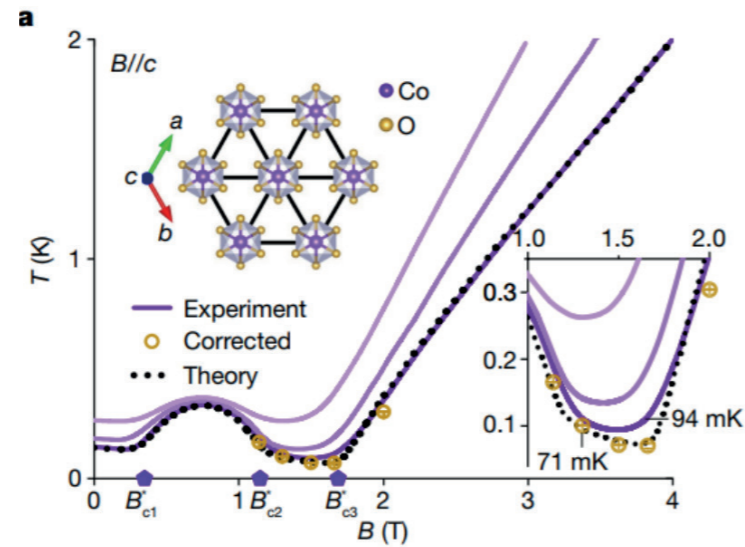 a
2
B//c
Co
O
a
c
b
T (K)
1
1.0 1.5 2.0
0.3
0.2
0.1
94 mK
71 mK
Experiment
Corrected
Theory
0
0 B*c1 1 B*c2 B*c3 2 3 4
B (T)